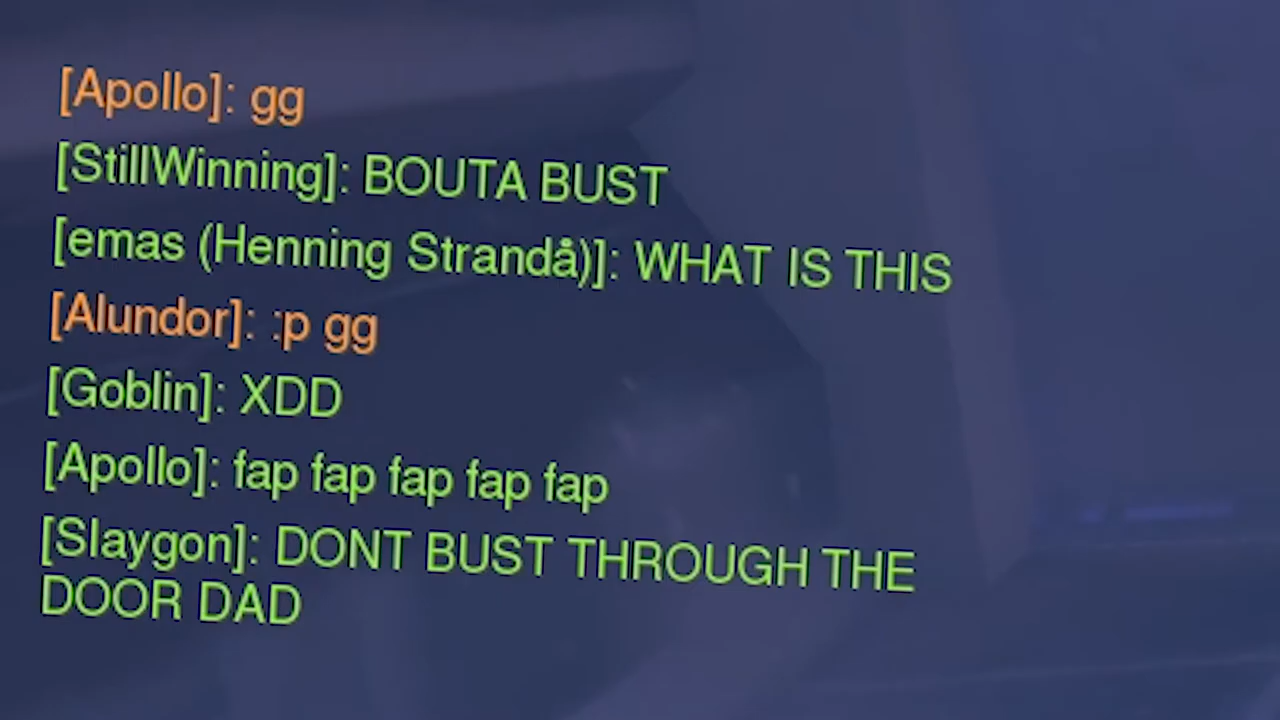 [Apollo]: gg
[StillWinning]: BOUTA BUST
[emas (Henning Strandå)]: WHAT IS THIS
[Alundor]: :p gg
[Goblin]: XDD
[Apollo]: fap fap fap fap fap
[Slaygon]: DONT BUST THROUGH THE
DOOR DAD